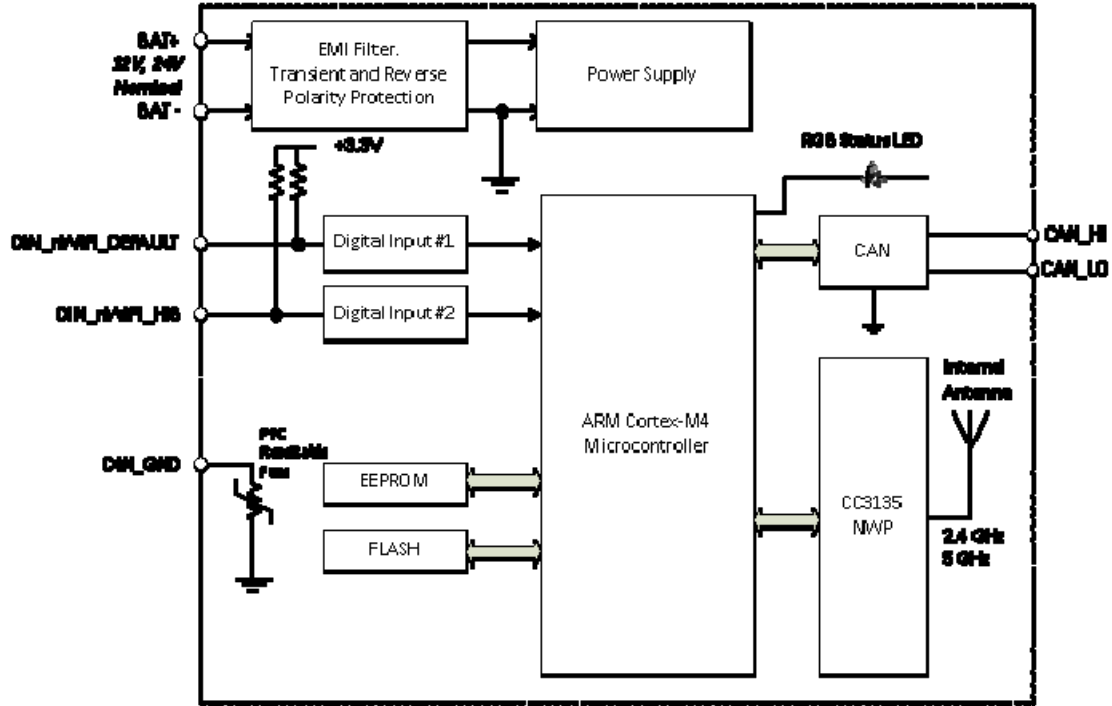 BAT+
12V, 24V
Nominal
BAT -
EMI Filter.
Transient and Reverse
Polarity Protection
Power Supply
+3.3V
RGB Status LED
DIN_nWIFI_DEFAULT
Digital Input #1
CAN
CAN_HI
CAN_LO
Digital Input #2
Internal
Antenna
ARM Cortex-M4
Microcontroller
PTC
Resettable
Fuse
DIN_GND
EEPROM
FLASH
CC3135
NWP
2.4 GHz
5 GHz